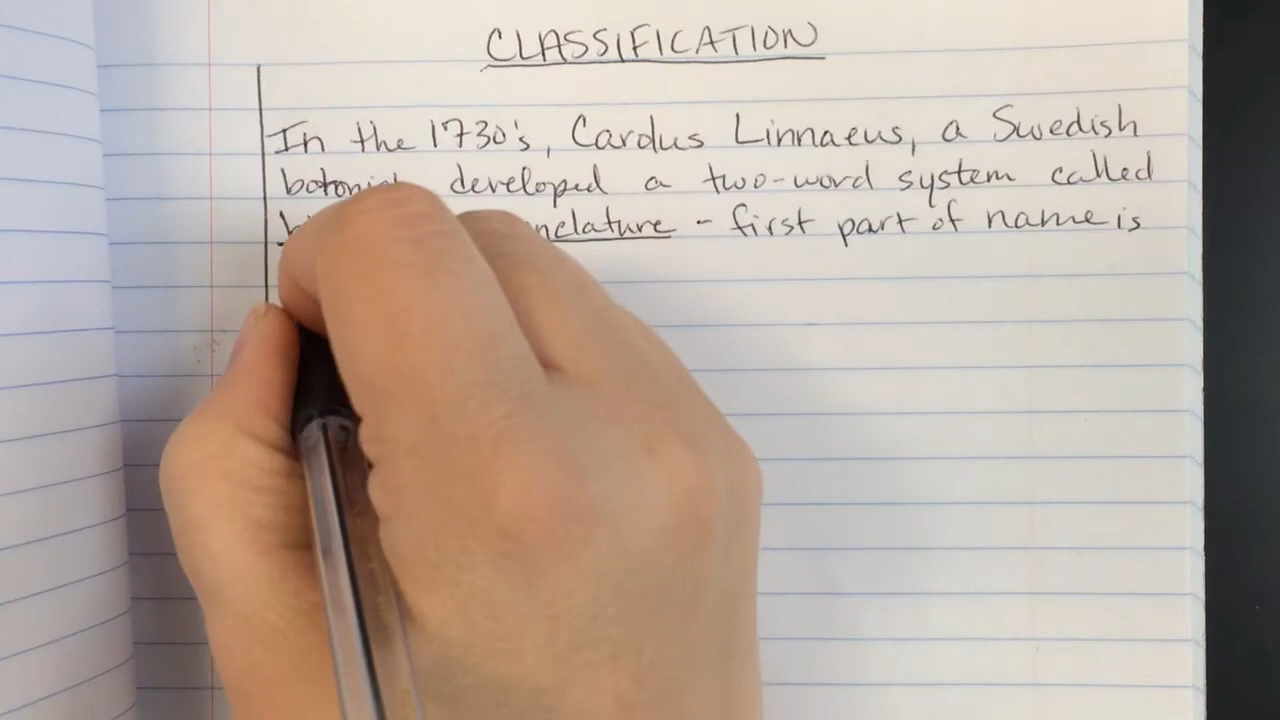 CLASSIFICATION
In the 1730's, Carolus Linnaeus, a Swedish
developed a two-word system called
- first part of name is